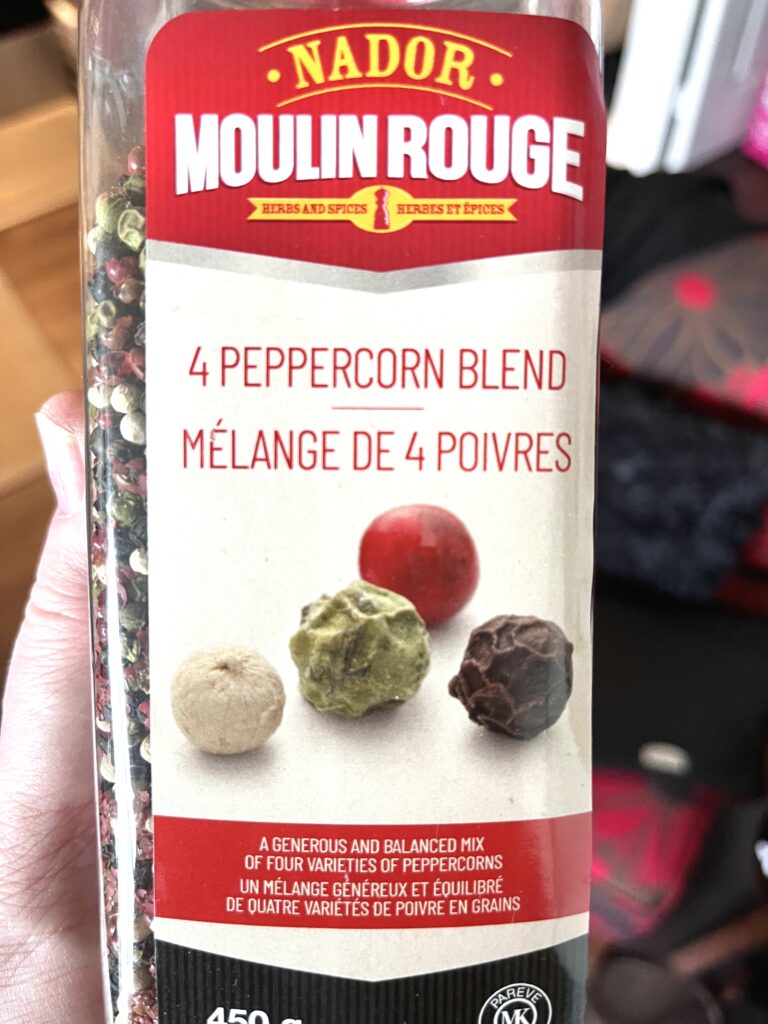 • NADOR •
MOULIN ROUGE
HERBS AND SPICES HERBES ET ÉPICES
4 PEPPERCORN BLEND
MÉLANGE DE 4 POIVRES
A GENEROUS AND BALANCED MIX
OF FOUR VARIETIES OF PEPPERCORNS
UN MÉLANGE GÉNÉREUX ET ÉQUILIBRÉ
DE QUATRE VARIÉTÉS DE POIVRE EN GRAINS
450 g
PAREVE
MK